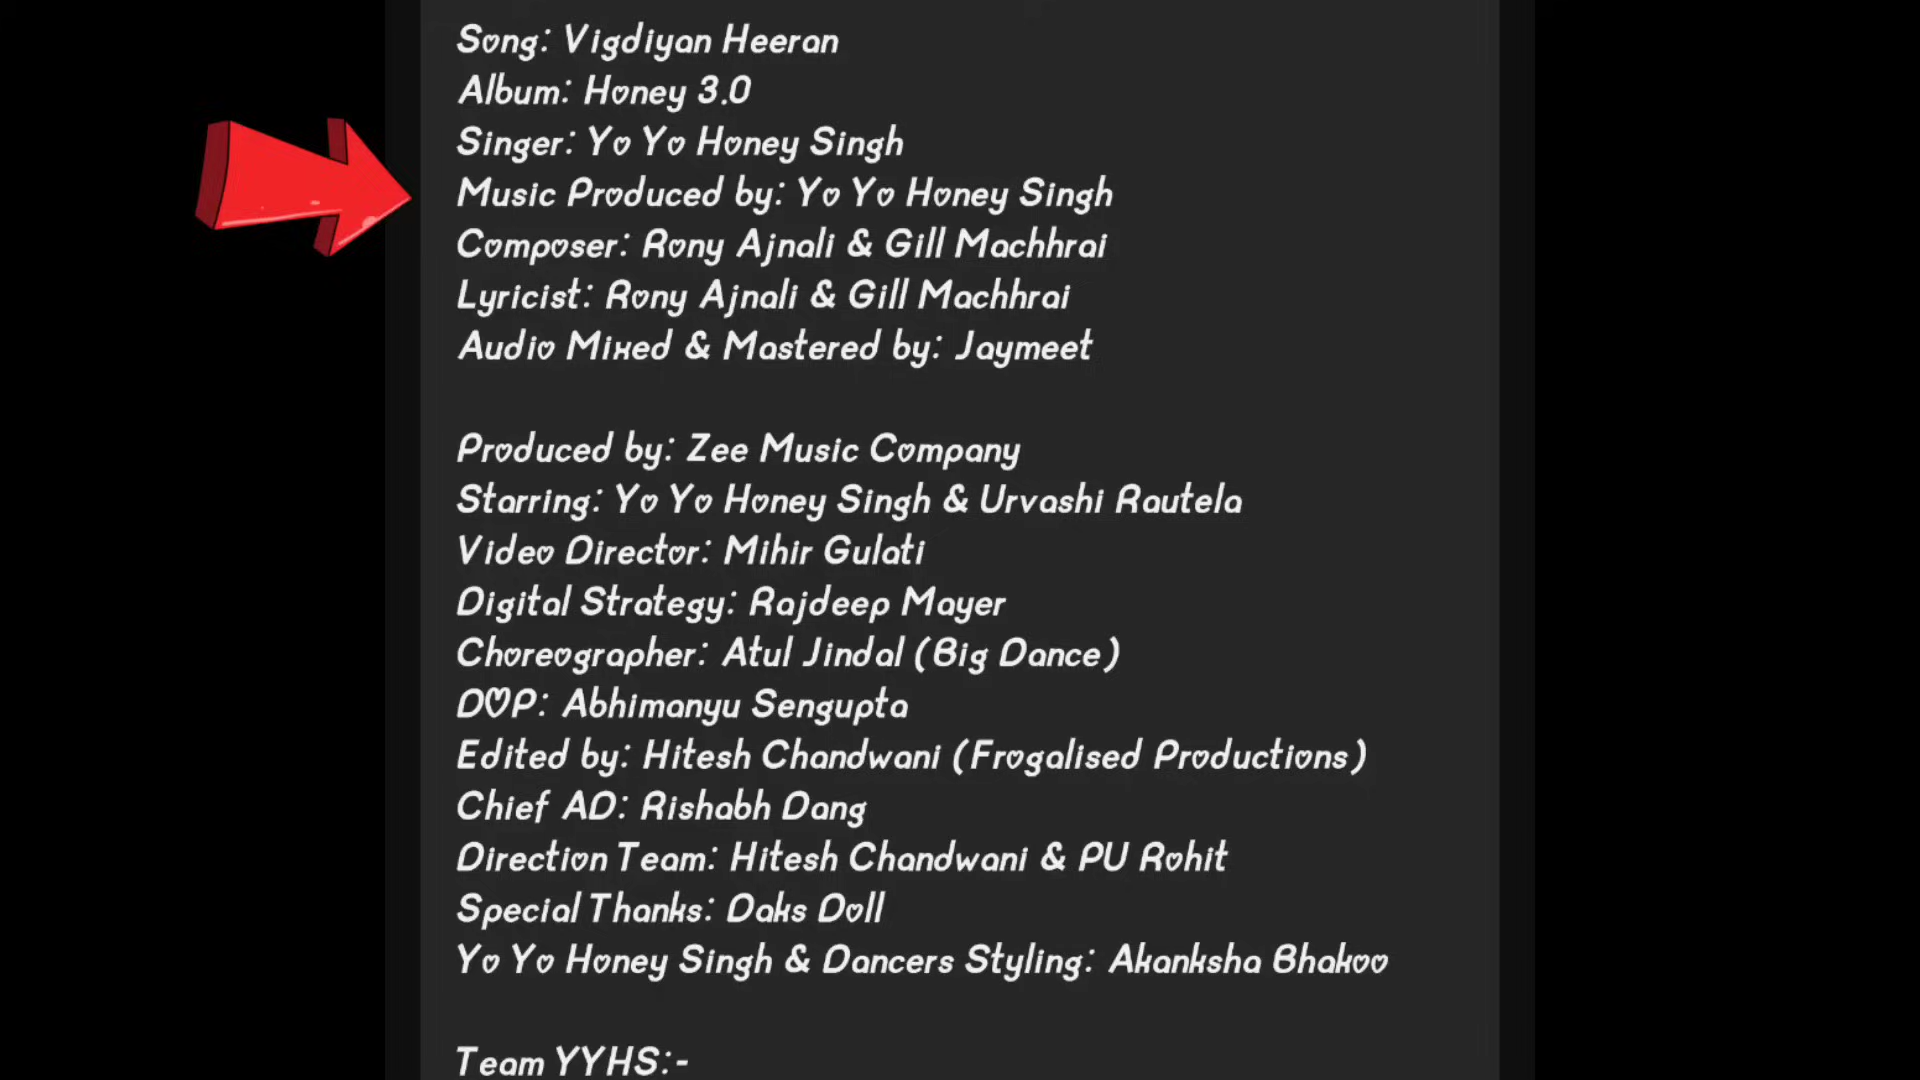 Song: Vigdiyan Heeran
Album: Honey 3.0
Singer: Yo Yo Honey Singh
Music Produced by: Yo Yo Honey Singh
Composer: Rony Ajnali & Gill Machhrai
Lyricist: Rony Ajnali & Gill Machhrai
Audio Mixed & Mastered by: Jaymeet
Produced by: Zee Music Company
Starring: Yo Yo Honey Singh & Urvashi Rautela
Video Director: Mihir Gulati
Digital Strategy: Rajdeep Mayer
Choreographer: Atul Jindal (Big Dance)
DOP: Abhimanyu Sengupta
Edited by: Hitesh Chandwani (Frogalised Productions)
Chief AD: Rishabh Dang
Direction Team: Hitesh Chandwani & PU Rohit
Special Thanks: Daks Doll
Yo Yo Honey Singh & Dancers Styling: Akanksha Bhakoo
Team YYHS:-